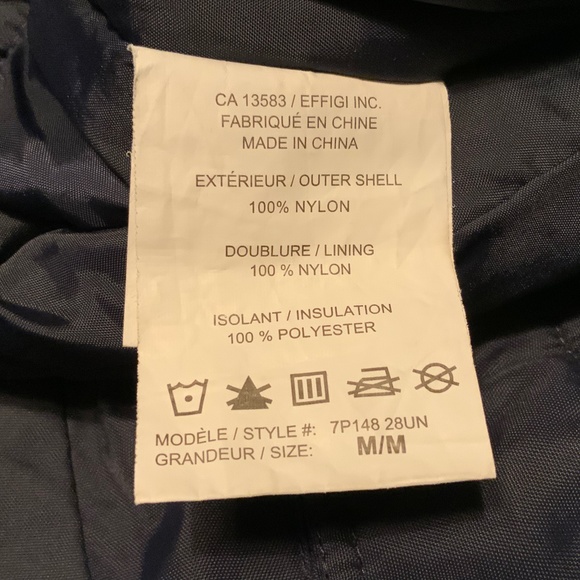 CA 13583 / EFFIGI INC.
FABRIQUÉ EN CHINE
MADE IN CHINA
EXTÉRIEUR / OUTER SHELL
100% NYLON
DOUBLURE / LINING
100 % NYLON
ISOLANT / INSULATION
100 % POLYESTER
MODÈLE / STYLE #: 7P148 28UN
GRANDEUR / SIZE: M/M